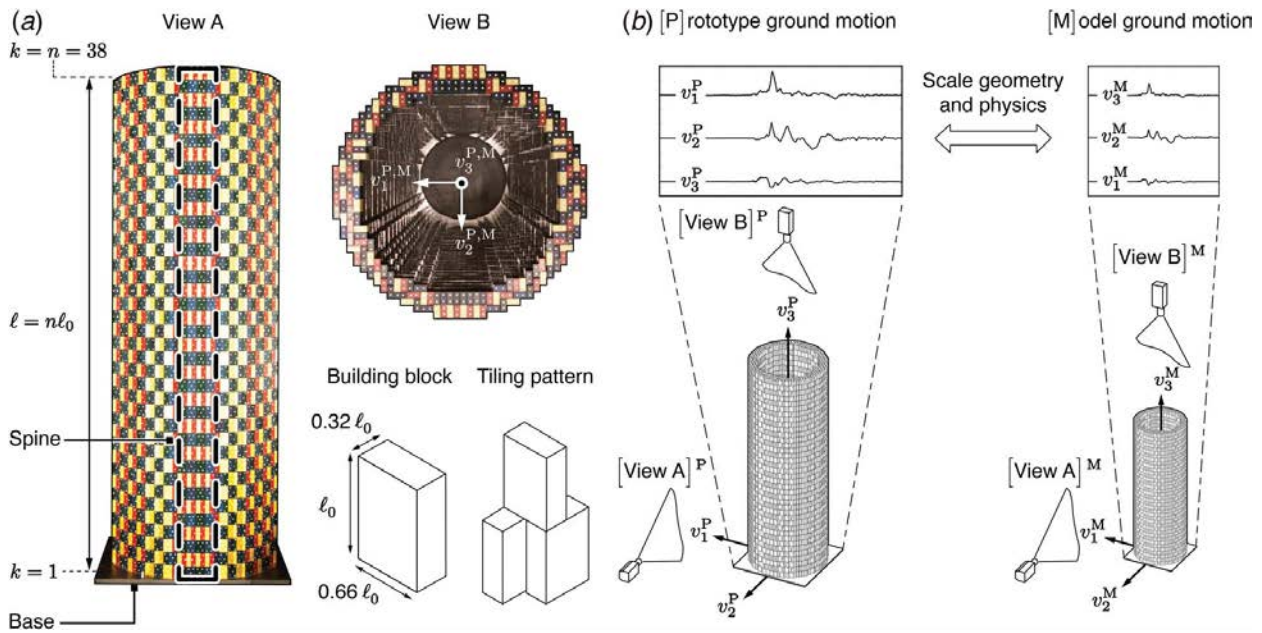 (a) View A View B
k = n = 38
ℓ = nℓ₀
Spine
k = 1
Base
v₁ᴾ,ᴹ
v₃ᴾ,ᴹ
v₂ᴾ,ᴹ
Building block Tiling pattern
0.32 ℓ₀
ℓ₀
0.66 ℓ₀
(b) [P]rototype ground motion [M]odel ground motion
v₁ᴾ
v₂ᴾ
v₃ᴾ
Scale geometry
and physics
v₃ᴹ
v₂ᴹ
v₁ᴹ
[View B]ᴾ
v₃ᴾ
[View A]ᴾ
v₁ᴾ
v₂ᴾ
[View B]ᴹ
v₃ᴹ
[View A]ᴹ
v₁ᴹ
v₂ᴹ